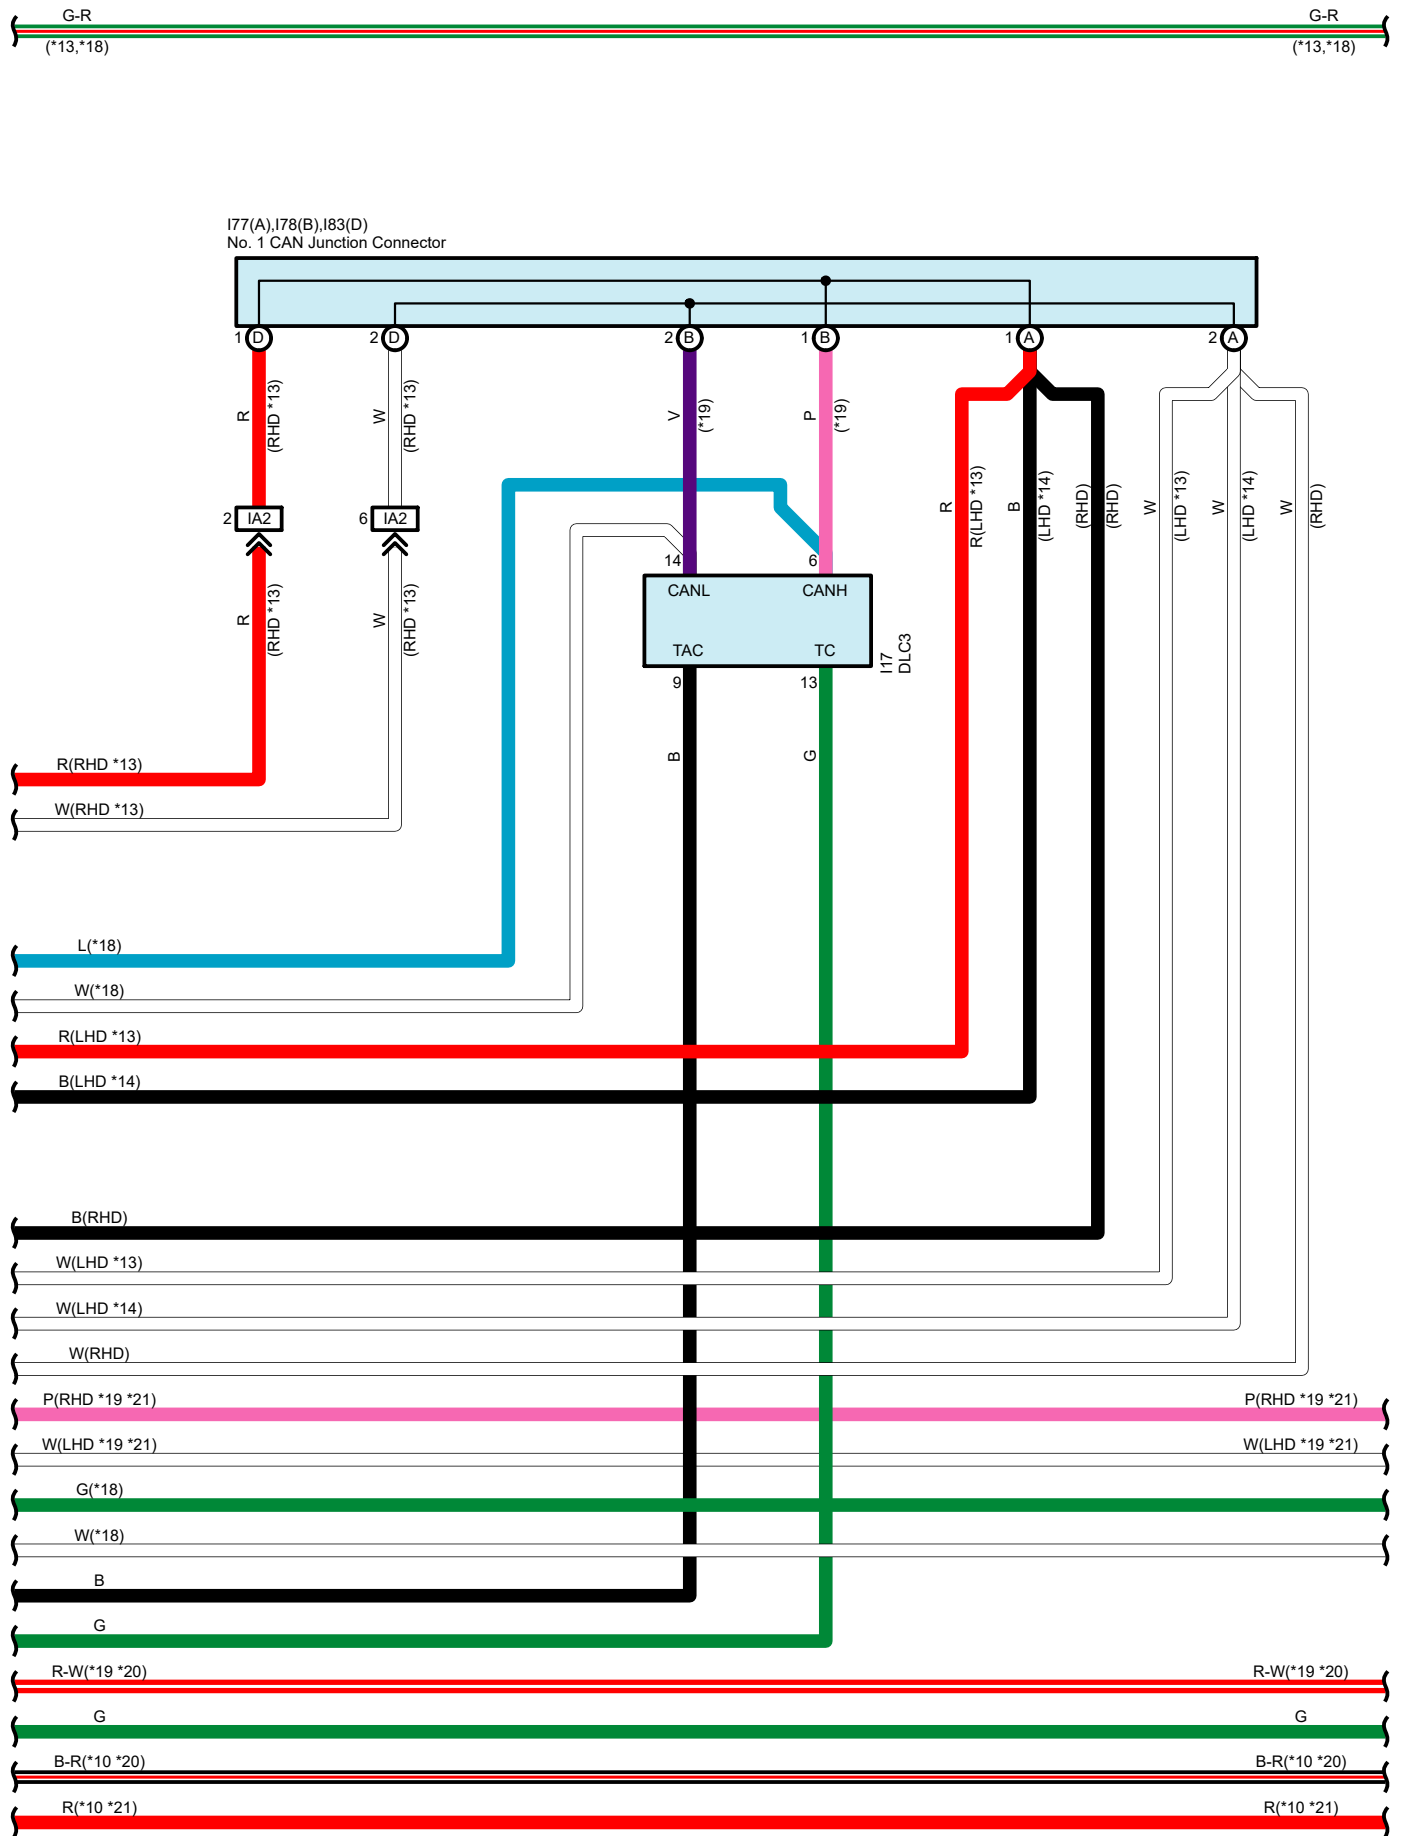 G-R
G-R
(*13,*18)
(*13,*18)
I77(A),I78(B),I83(D)
No. 1 CAN Junction Connector
1 D
2 D
2 B
1 B
1 A
2 A
R
(RHD *13)
W
(RHD *13)
V
(*19)
P
(*19)
R
R(LHD *13)
B
(LHD *14)
(RHD)
(RHD)
W
(LHD *13)
W
(LHD *14)
W
(RHD)
2 IA2
6 IA2
14
6
CANL
CANH
TAC
TC
I17
DLC3
9
13
R
(RHD *13)
W
(RHD *13)
B
G
R(RHD *13)
W(RHD *13)
L(*18)
W(*18)
R(LHD *13)
B(LHD *14)
B(RHD)
W(LHD *13)
W(LHD *14)
W(RHD)
P(RHD *19 *21)
P(RHD *19 *21)
W(LHD *19 *21)
W(LHD *19 *21)
G(*18)
W(*18)
B
G
R-W(*19 *20)
R-W(*19 *20)
G
G
B-R(*10 *20)
B-R(*10 *20)
R(*10 *21)
R(*10 *21)